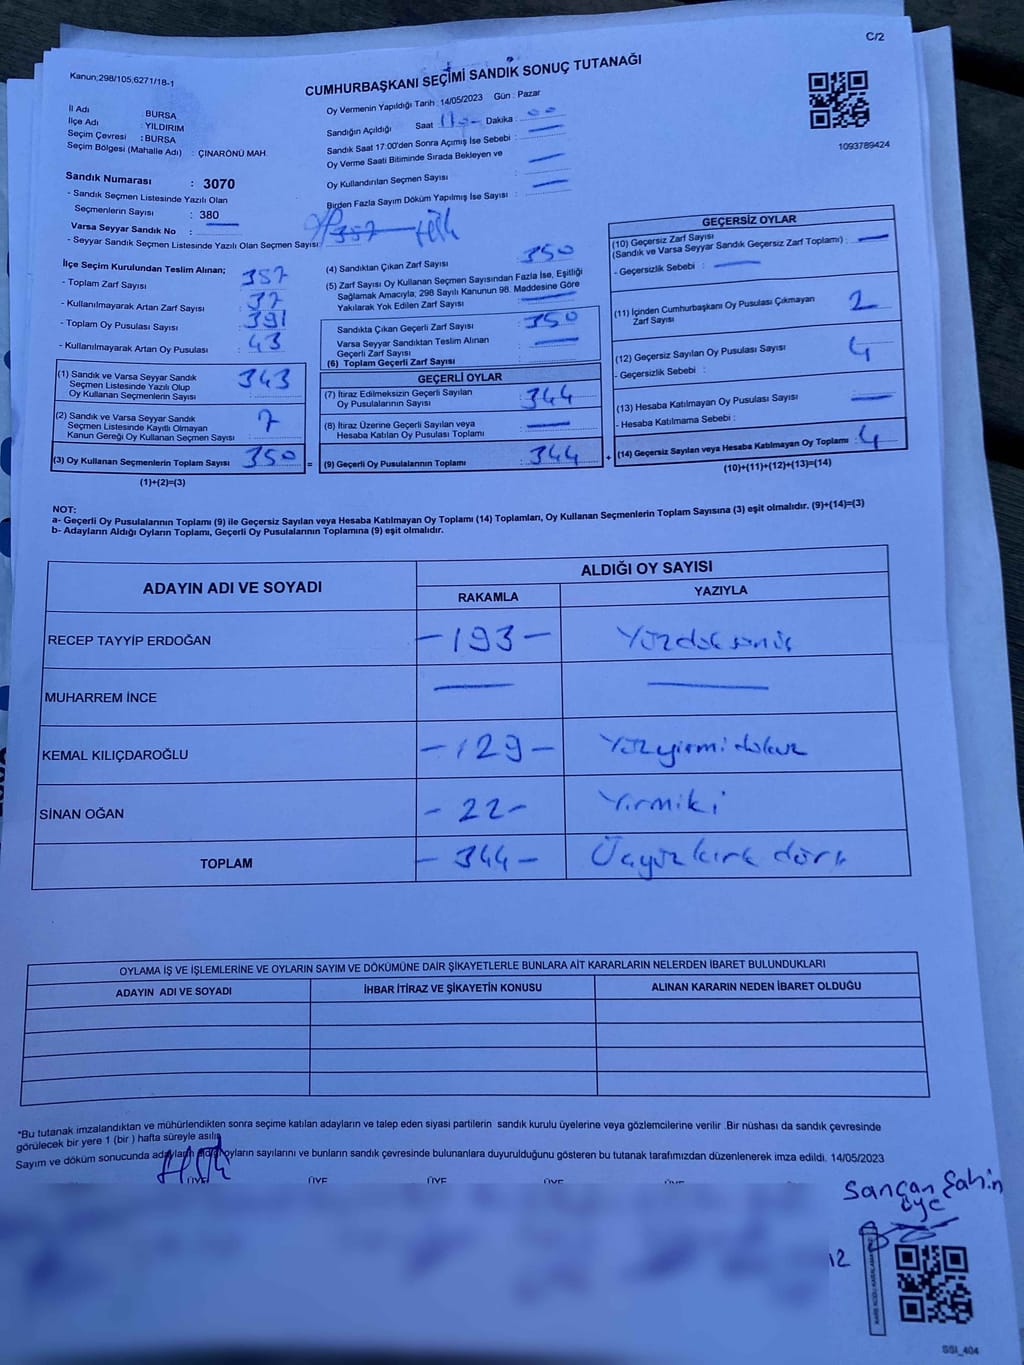 C/2
Kanun;298/105,6271/18-1
CUMHURBAŞKANI SEÇİMİ SANDIK SONUÇ TUTANAĞI
Oy Vermenin Yapıldığı Tarih : 14/05/2023 Gün : Pazar
İl Adı : BURSA
İlçe Adı : YILDIRIM
Seçim Çevresi : BURSA
Seçim Bölgesi (Mahalle Adı) : ÇINARÖNÜ MAH.
Sandığın Açıldığı Saat Dakika :
Sandık Saat 17:00'den Sonra Açımış İse Sebebi :
Oy Verme Saati Bitiminde Sırada Bekleyen ve
Oy Kullandırılan Seçmen Sayısı :
Birden Fazla Sayım Döküm Yapılmış İse Sayısı :
1093789424
Sandık Numarası : 3070
- Sandık Seçmen Listesinde Yazılı Olan
Seçmenlerin Sayısı : 380
Varsa Seyyar Sandık No :
- Seyyar Sandık Seçmen Listesinde Yazılı Olan Seçmen Sayısı: 357
İlçe Seçim Kurulundan Teslim Alınan;
- Toplam Zarf Sayısı : 387
- Kullanılmayarak Artan Zarf Sayısı : 37
- Toplam Oy Pusulası Sayısı : 391
- Kullanılmayarak Artan Oy Pusulası : 43
(1) Sandık ve Varsa Seyyar Sandık
Seçmen Listesinde Yazılı Olup
Oy Kullanan Seçmenlerin Sayısı : 343
(2) Sandık ve Varsa Seyyar Sandık
Seçmen Listesinde Kayıtlı Olmayan
Kanun Gereği Oy Kullanan Seçmen Sayısı : 7
(3) Oy Kullanan Seçmenlerin Toplam Sayısı : 350
(1)+(2)=(3)
(4) Sandıktan Çıkan Zarf Sayısı : 350
(5) Zarf Sayısı Oy Kullanan Seçmen Sayısından Fazla İse, Eşitliği
Sağlamak Amacıyla; 298 Sayılı Kanunun 98. Maddesine Göre
Yakılarak Yok Edilen Zarf Sayısı :
Sandıkta Çıkan Geçerli Zarf Sayısı : 350
Varsa Seyyar Sandıktan Teslim Alınan
Geçerli Zarf Sayısı :
(6) Toplam Geçerli Zarf Sayısı
GEÇERLİ OYLAR
(7) İtiraz Edilmeksizin Geçerli Sayılan
Oy Pusulalarının Sayısı : 344
(8) İtiraz Üzerine Geçerli Sayılan veya
Hesaba Katılan Oy Pusulası Toplamı :
= (9) Geçerli Oy Pusulalarının Toplamı : 344
GEÇERSİZ OYLAR
(10) Geçersiz Zarf Sayısı
(Sandık ve Varsa Seyyar Sandık Geçersiz Zarf Toplamı) :
- Geçersizlik Sebebi :
(11) İçinden Cumhurbaşkanı Oy Pusulası Çıkmayan
Zarf Sayısı : 2
(12) Geçersiz Sayılan Oy Pusulası Sayısı : 4
- Geçersizlik Sebebi :
(13) Hesaba Katılmayan Oy Pusulası Sayısı :
- Hesaba Katılmama Sebebi :
+ (14) Geçersiz Sayılan veya Hesaba Katılmayan Oy Toplamı : 4
(10)+(11)+(12)+(13)=(14)
NOT:
a- Geçerli Oy Pusulalarının Toplamı (9) ile Geçersiz Sayılan veya Hesaba Katılmayan Oy Toplamı (14) Toplamları, Oy Kullanan Seçmenlerin Toplam Sayısına (3) eşit olmalıdır. (9)+(14)=(3)
b- Adayların Aldığı Oyların Toplamı, Geçerli Oy Pusulalarının Toplamına (9) eşit olmalıdır.
ADAYIN ADI VE SOYADI
ALDIĞI OY SAYISI
RAKAMLA YAZIYLA
RECEP TAYYİP ERDOĞAN - 193 - Yüzdoksanüç
MUHARREM İNCE
KEMAL KILIÇDAROĞLU - 129 - Yüzyirmidokuz
SİNAN OĞAN - 22 - Yirmiki
TOPLAM - 344 - Üçyüzkırk dört
OYLAMA İŞ VE İŞLEMLERİNE VE OYLARIN SAYIM VE DÖKÜMÜNE DAİR ŞİKAYETLERLE BUNLARA AİT KARARLARIN NELERDEN İBARET BULUNDUKLARI
ADAYIN ADI VE SOYADI İHBAR İTİRAZ VE ŞİKAYETİN KONUSU ALINAN KARARIN NEDEN İBARET OLDUĞU
*Bu tutanak imzalandıktan ve mühürlendikten sonra seçime katılan adayların ve talep eden siyasi partilerin sandık kurulu üyelerine veya gözlemcilerine verilir .Bir nüshası da sandık çevresinde
görülecek bir yere 1 (bir ) hafta süreyle asılır.
Sayım ve döküm sonucunda adayların oyların sayılarını ve bunların sandık çevresinde bulunanlara duyurulduğunu gösteren bu tutanak tarafımızdan düzenlenerek imza edildi. 14/05/2023
ÜYE ÜYE ÜYE ÜYE ÜYE
Sancan Şahin
üye
12
SSI_404